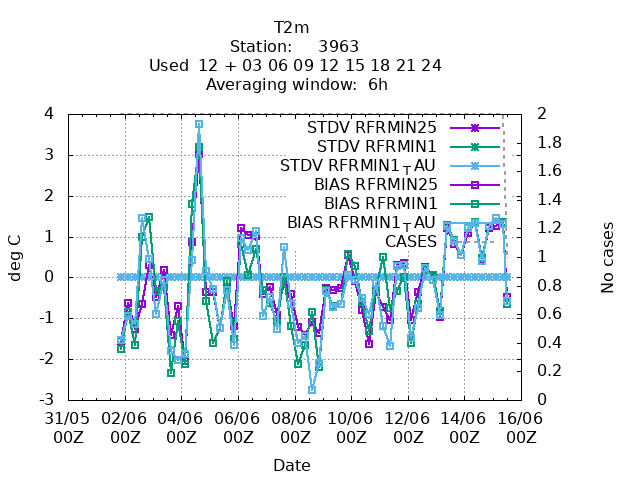 T2m
Station:     3963
Used  12 + 03 06 09 12 15 18 21 24
Averaging window:  6h
STDV RFRMIN25
STDV RFRMIN1
STDV RFRMIN1┬AU
BIAS RFRMIN25
BIAS RFRMIN1
BIAS RFRMIN1┬AU
CASES
deg C
4
3
2
1
0
-1
-2
-3
No cases
2
1.8
1.6
1.4
1.2
1
0.8
0.6
0.4
0.2
0
31/05 02/06 04/06 06/06 08/06 10/06 12/06 14/06 16/06
00Z 00Z 00Z 00Z 00Z 00Z 00Z 00Z 00Z
Date